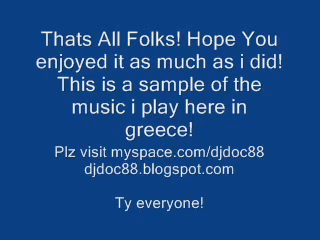 Thats All Folks! Hope You
enjoyed it as much as i did!
This is a sample of the
music i play here in
greece!
Plz visit myspace.com/djdoc88
djdoc88.blogspot.com
Ty everyone!